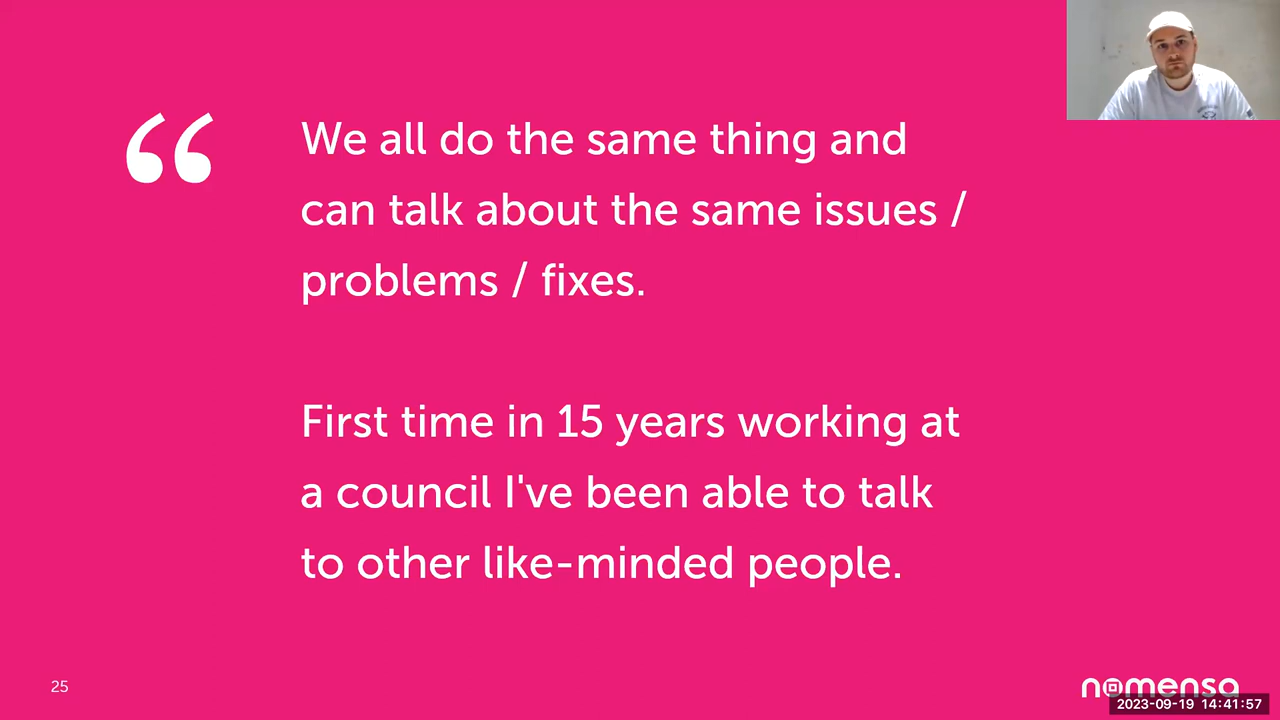 “
We all do the same thing and
can talk about the same issues /
problems / fixes.
First time in 15 years working at
a council I've been able to talk
to other like-minded people.
25
nomensa
2023-09-19 14:41:57